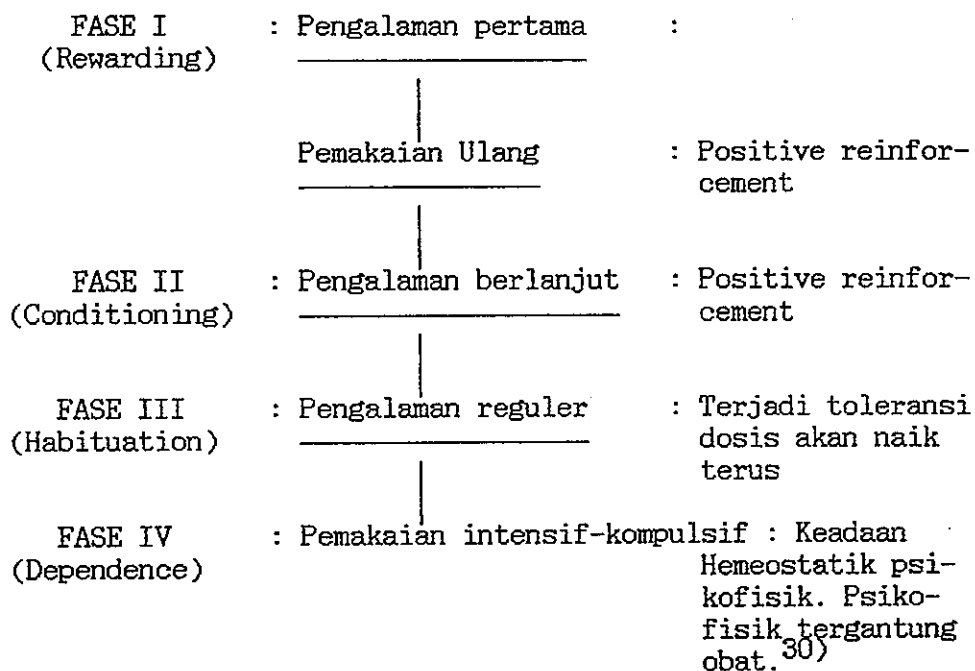 FASE I : Pengalaman pertama :
(Rewarding)
Pemakaian Ulang : Positive reinfor-
cement
FASE II : Pengalaman berlanjut : Positive reinfor-
(Conditioning) cement
FASE III : Pengalaman reguler : Terjadi toleransi
(Habituation) dosis akan naik
terus
FASE IV : Pemakaian intensif-kompulsif : Keadaan
(Dependence) Hemeostatik psi-
kofisik. Psiko-
fisik tergantung
obat.30)